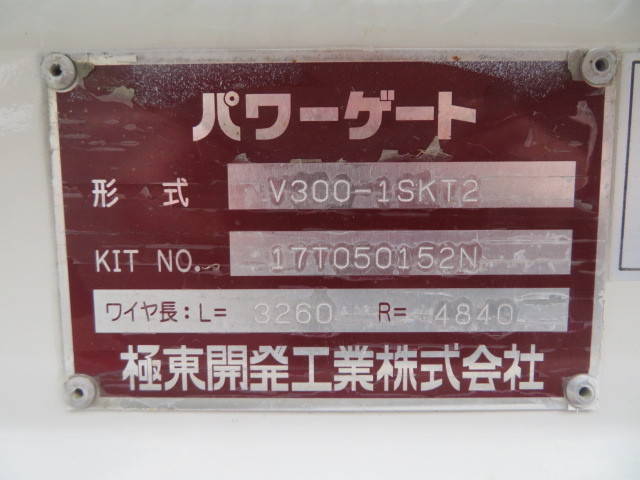 パワーゲート
形式 V300-1SKT2
KIT NO. 17T050152N
ワイヤ長:L= 3260 R= 4840
極東開発工業株式会社